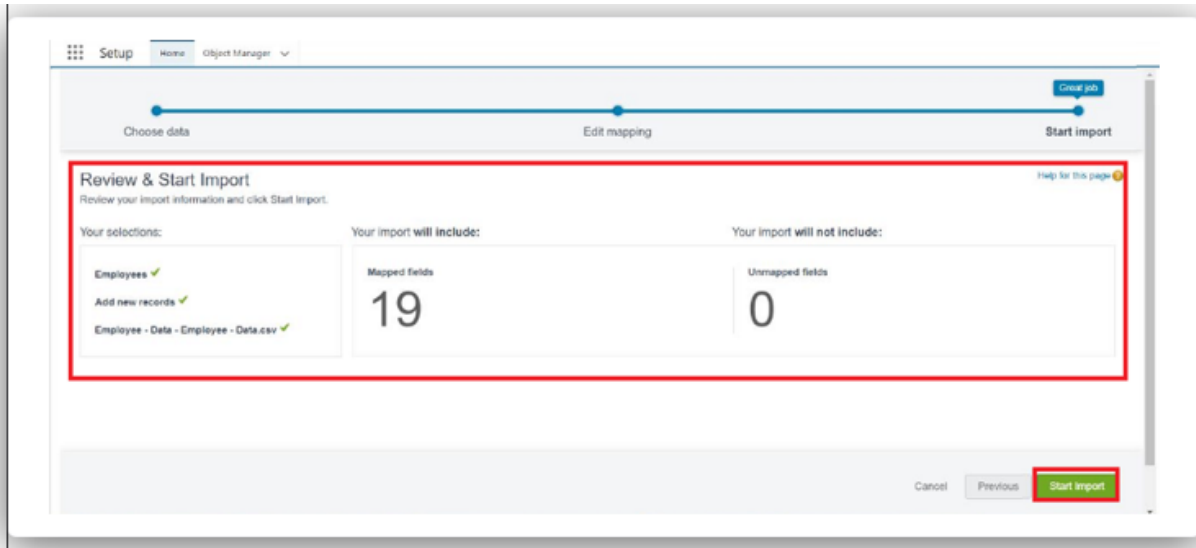 Setup Home Object Manager
Great job
Choose data Edit mapping Start import
Review & Start Import
Help for this page
Review your import information and click Start Import.
Your selections: Your import will include: Your import will not include:
Employees
Mapped fields Unmapped fields
Add new records
19 0
Employee - Data - Employee - Data.csv
Cancel Previous Start Import